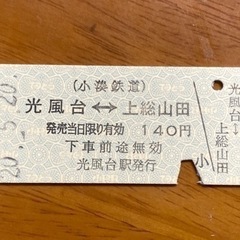 (小湊鉄道)
光風台↔上総山田
発売当日限り有効 140円
下車前途無効
光風台駅発行
20.-5.20.
光風台
上総山田
小